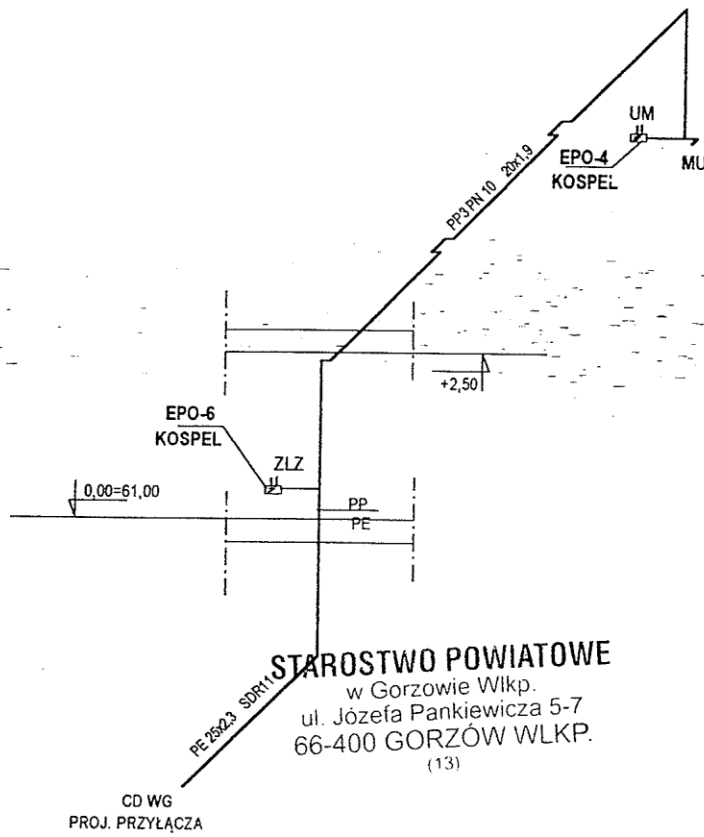 UM
EPO-4
KOSPEL
MU
PP3 PN 10 20x1,9
+2,50
EPO-6
KOSPEL
ZLZ
0,00=61,00
PP
PE
STAROSTWO POWIATOWE
w Gorzowie Wlkp.
ul. Józefa Pankiewicza 5-7
66-400 GORZÓW WLKP.
(13)
PE 25x2,3 SDR11
CD WG
PROJ. PRZYŁĄCZA